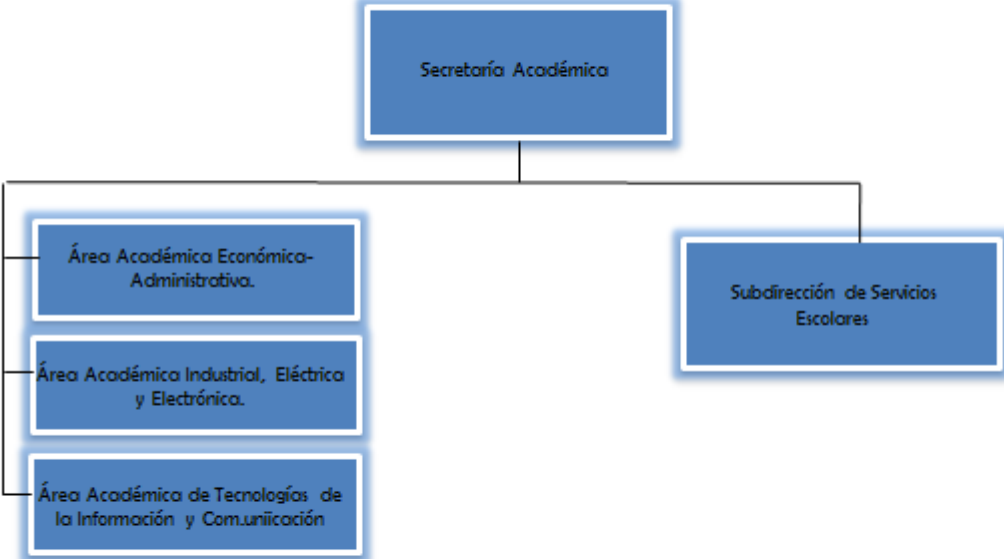 Secretaría Académica
Área Académica Económica-
Administrativa.
Área Académica Industrial, Eléctrica
y Electrónica.
Área Académica de Tecnologías de
la Información y Com.uniicación
Subdirección de Servicios
Escolares